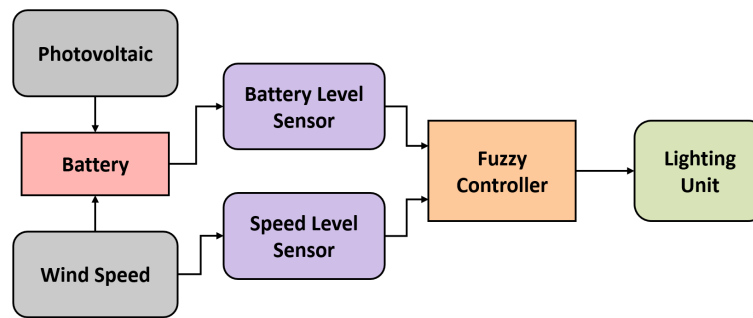 Photovoltaic
Battery
Wind Speed
Battery Level
Sensor
Speed Level
Sensor
Fuzzy
Controller
Lighting
Unit